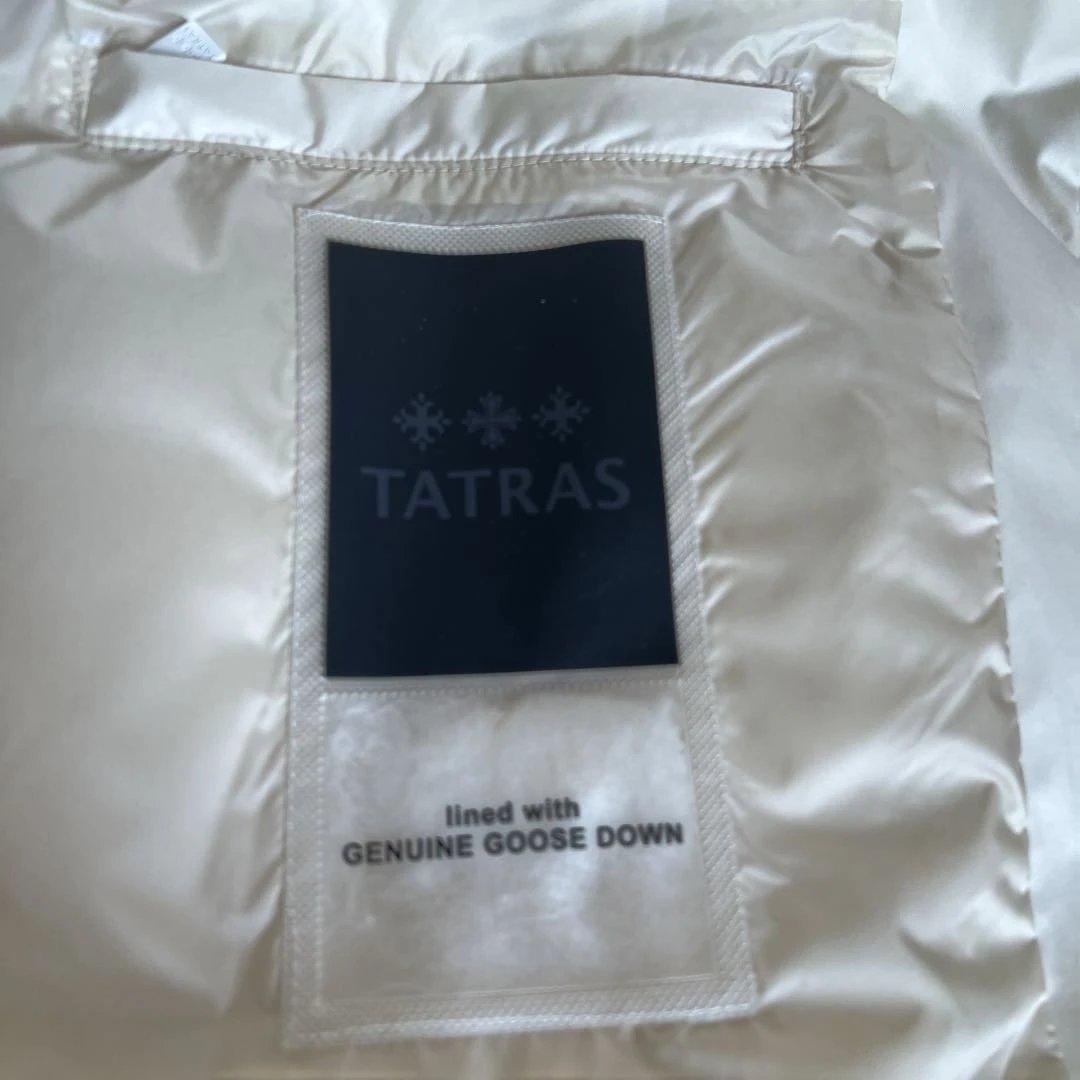 TATRAS
lined with
GENUINE GOOSE DOWN